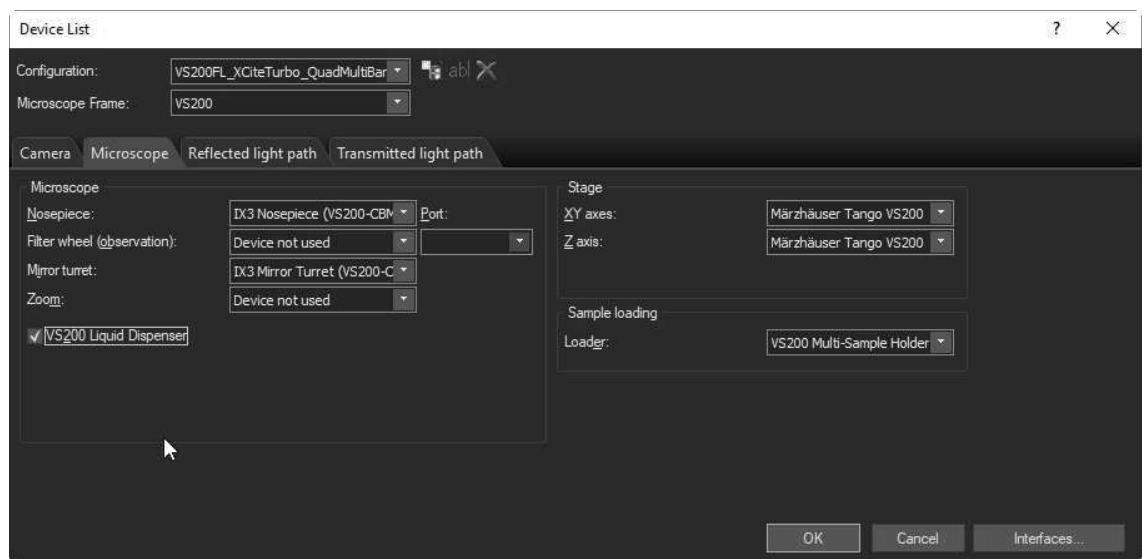 Device List ?
Configuration: VS200FL_XCiteTurbo_QuadMultiBar abl
Microscope Frame: VS200
Camera Microscope Reflected light path Transmitted light path
Microscope
Nosepiece: IX3 Nosepiece (VS200-CBM Port:
Filter wheel (observation): Device not used
Mirror turret: IX3 Mirror Turret (VS200-C
Zoom: Device not used
VS200 Liquid Dispenser
Stage
XY axes: Märzhäuser Tango VS200
Z axis: Märzhäuser Tango VS200
Sample loading
Loader: VS200 Multi-Sample Holder
OK Cancel Interfaces...